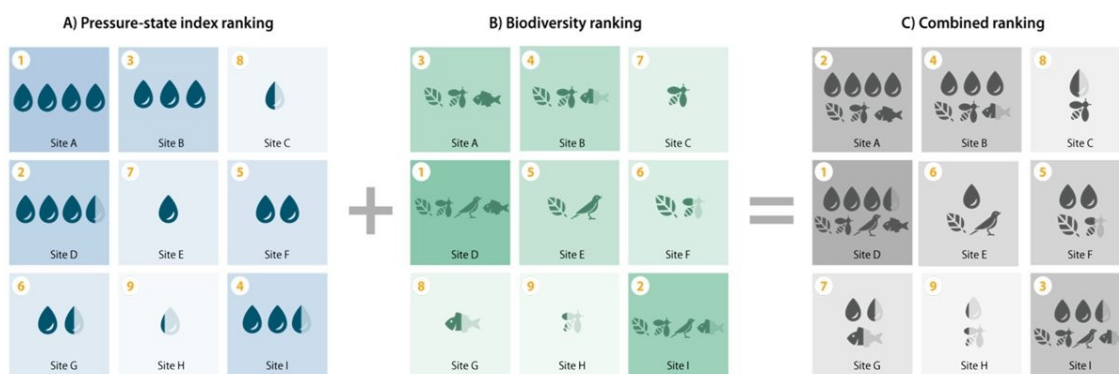 A) Pressure-state index ranking
1
3
8
Site A
Site B
Site C
2
7
5
Site D
Site E
Site F
6
9
4
Site G
Site H
Site I
+
B) Biodiversity ranking
3
4
7
Site A
Site B
Site C
1
5
6
Site D
Site E
Site F
8
9
2
Site G
Site H
Site I
=
C) Combined ranking
2
4
8
Site A
Site B
Site C
1
6
5
Site D
Site E
Site F
7
9
3
Site G
Site H
Site I